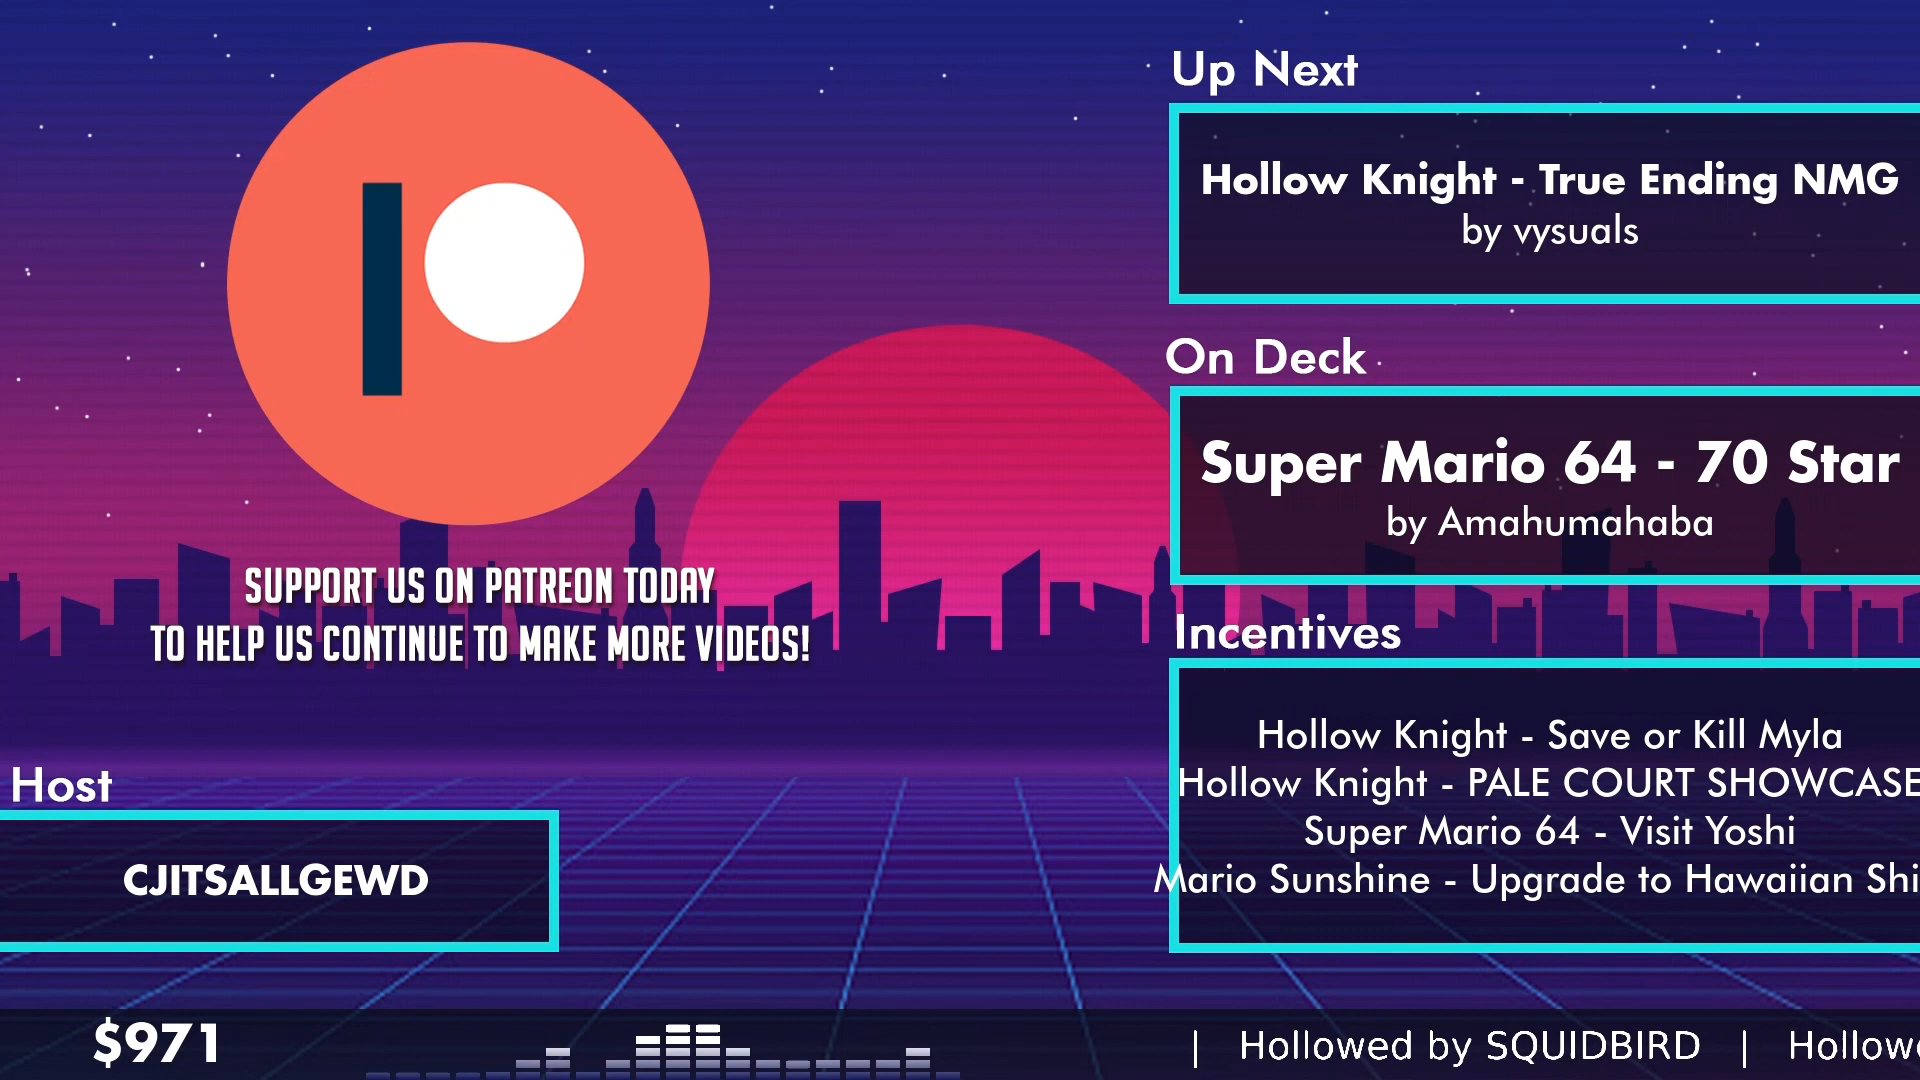 Up Next
Hollow Knight - True Ending NMG
by vysuals
On Deck
Super Mario 64 - 70 Star
by Amahumahaba
SUPPORT US ON PATREON TODAY
TO HELP US CONTINUE TO MAKE MORE VIDEOS!
Incentives
Hollow Knight - Save or Kill Myla
Hollow Knight - PALE COURT SHOWCASE
Super Mario 64 - Visit Yoshi
Mario Sunshine - Upgrade to Hawaiian Shi
Host
CJITSALLGEWD
$971
| Hollowed by SQUIDBIRD | Hollow